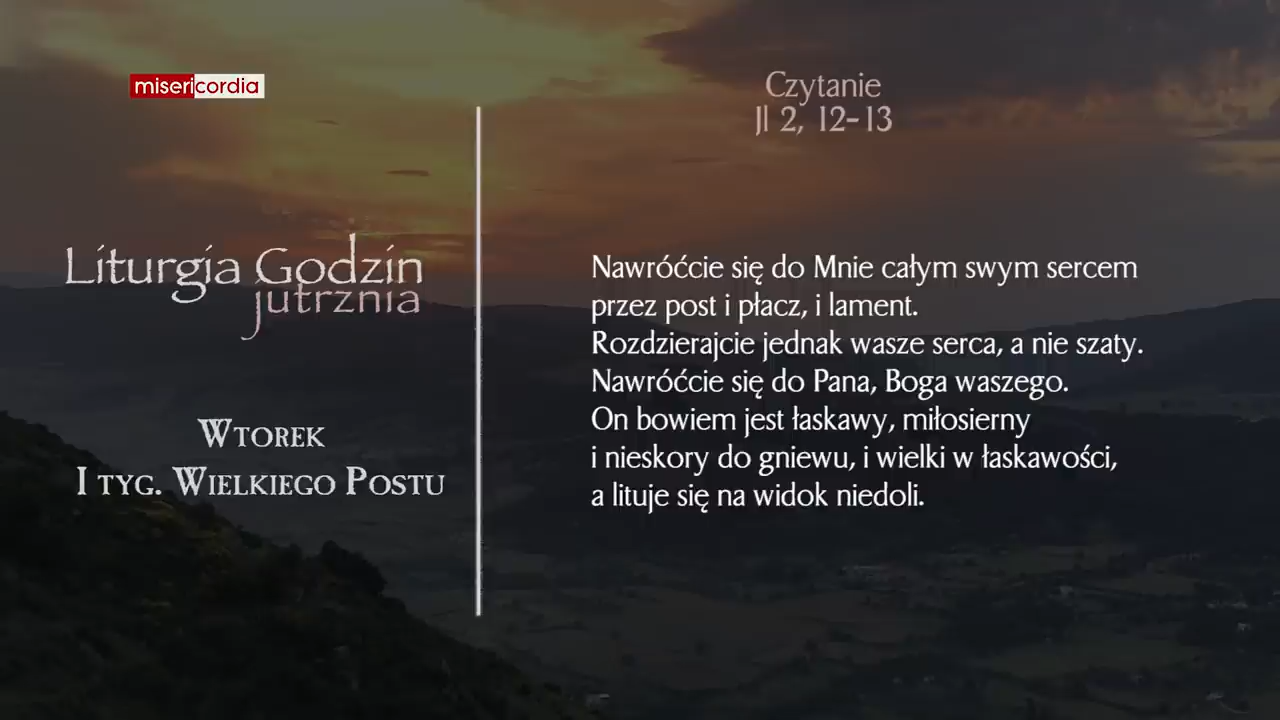 misericordia
Liturgia Godzin
jutrznia
Wtorek
I tyg. Wielkiego Postu
Czytanie
Jl 2, 12-13
Nawróćcie się do Mnie całym swym sercem
przez post i płacz, i lament.
Rozdzierajcie jednak wasze serca, a nie szaty.
Nawróćcie się do Pana, Boga waszego.
On bowiem jest łaskawy, miłosierny
i nieskory do gniewu, i wielki w łaskawości,
a lituje się na widok niedoli.